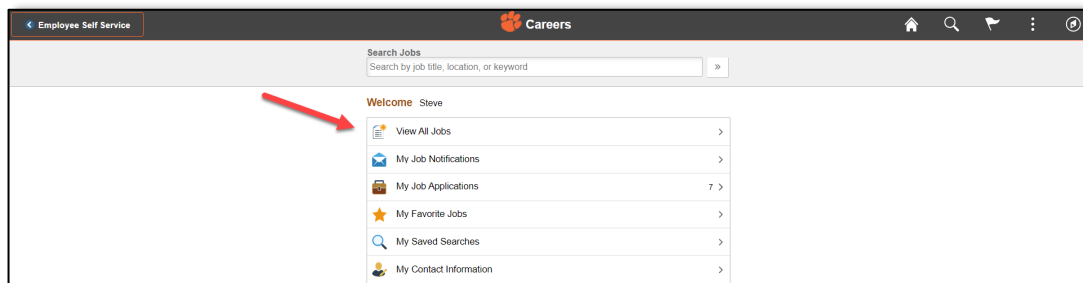 Employee Self Service
Careers
Search Jobs
Search by job title, location, or keyword
»
Welcome Steve
View All Jobs
My Job Notifications
My Job Applications 7
My Favorite Jobs
My Saved Searches
My Contact Information